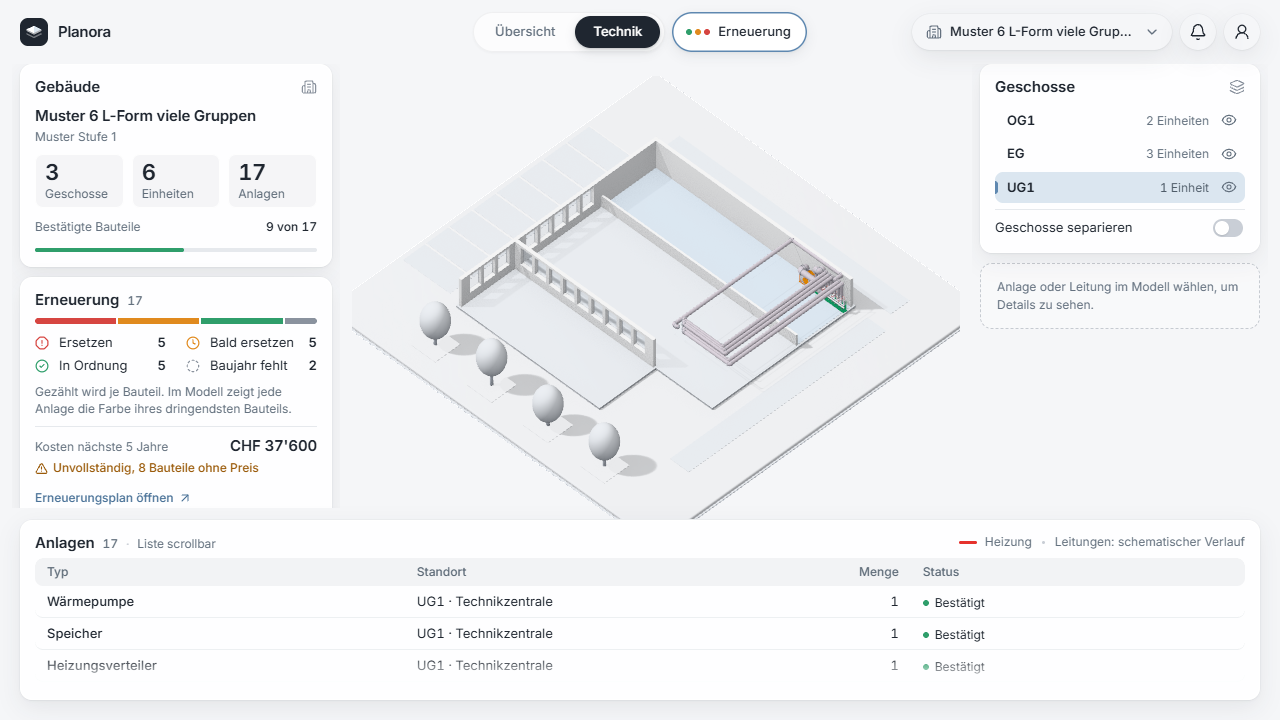 Planora
Übersicht
Technik
Erneuerung
Muster 6 L-Form viele Grup...
Gebäude
Muster 6 L-Form viele Gruppen
Muster Stufe 1
3 6 17
Geschosse Einheiten Anlagen
Bestätigte Bauteile 9 von 17
Erneuerung 17
Ersetzen 5 Bald ersetzen 5
In Ordnung 5 Baujahr fehlt 2
Gezählt wird je Bauteil. Im Modell zeigt jede
Anlage die Farbe ihres dringendsten Bauteils.
Kosten nächste 5 Jahre CHF 37'600
Unvollständig, 8 Bauteile ohne Preis
Erneuerungsplan öffnen
Geschosse
OG1 2 Einheiten
EG 3 Einheiten
UG1 1 Einheit
Geschosse separieren
Anlage oder Leitung im Modell wählen, um
Details zu sehen.
Anlagen 17 · Liste scrollbar
Heizung · Leitungen: schematischer Verlauf
Typ Standort Menge Status
Wärmepumpe UG1 · Technikzentrale 1 Bestätigt
Speicher UG1 · Technikzentrale 1 Bestätigt
Heizungsverteiler UG1 · Technikzentrale 1 Bestätigt